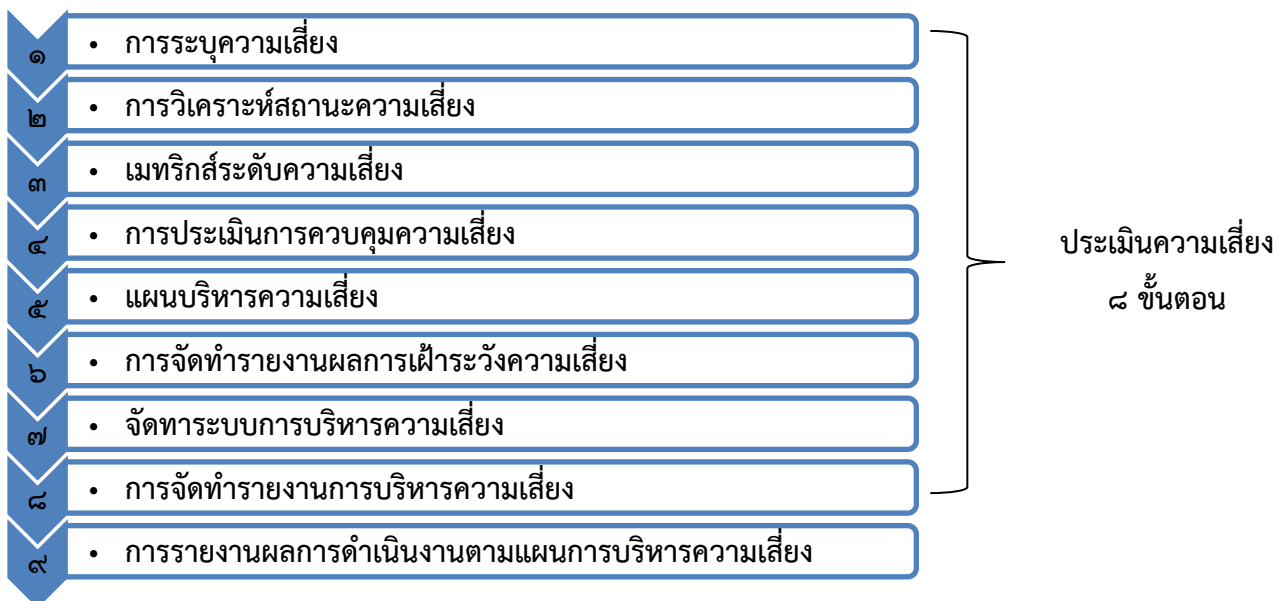 ๑ • การระบุความเสี่ยง
๒ • การวิเคราะห์สถานะความเสี่ยง
๓ • เมทริกส์ระดับความเสี่ยง
๔ • การประเมินการควบคุมความเสี่ยง
๕ • แผนบริหารความเสี่ยง
๖ • การจัดทำรายงานผลการเฝ้าระวังความเสี่ยง
๗ • จัดทาระบบการบริหารความเสี่ยง
๘ • การจัดทำรายงานการบริหารความเสี่ยง
๙ • การรายงานผลการดำเนินงานตามแผนการบริหารความเสี่ยง
ประเมินความเสี่ยง
๘ ขั้นตอน